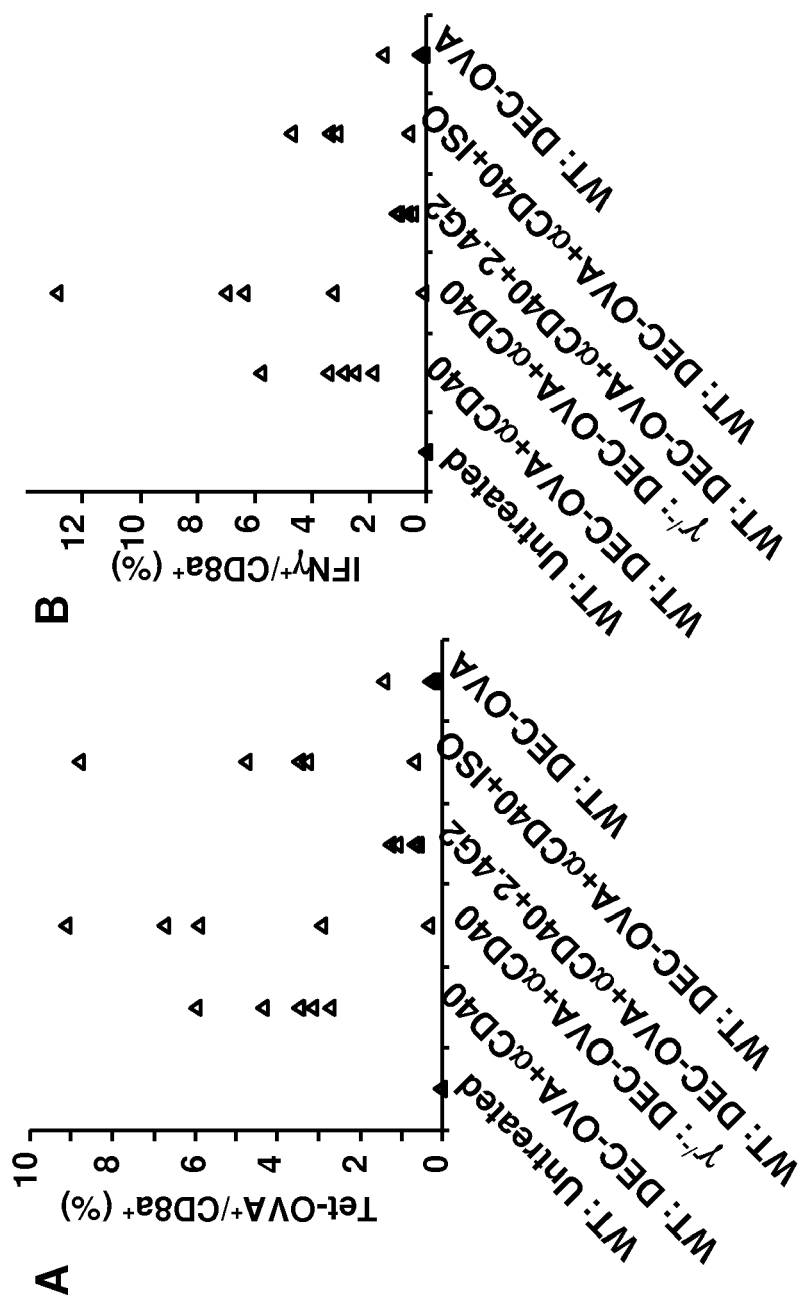 A
Tet-OVA⁺/CD8a⁺ (%)
10
8
6
4
2
0
WT: Untreated
WT: DEC-OVA+αCD40
γ⁻/⁻: DEC-OVA+αCD40
WT: DEC-OVA+αCD40+2.4G2
WT: DEC-OVA+αCD40+ISO
WT: DEC-OVA
B
IFNγ⁺/CD8a⁺ (%)
12
10
8
6
4
2
0
WT: Untreated
WT: DEC-OVA+αCD40
γ⁻/⁻: DEC-OVA+αCD40
WT: DEC-OVA+αCD40+2.4G2
WT: DEC-OVA+αCD40+ISO
WT: DEC-OVA